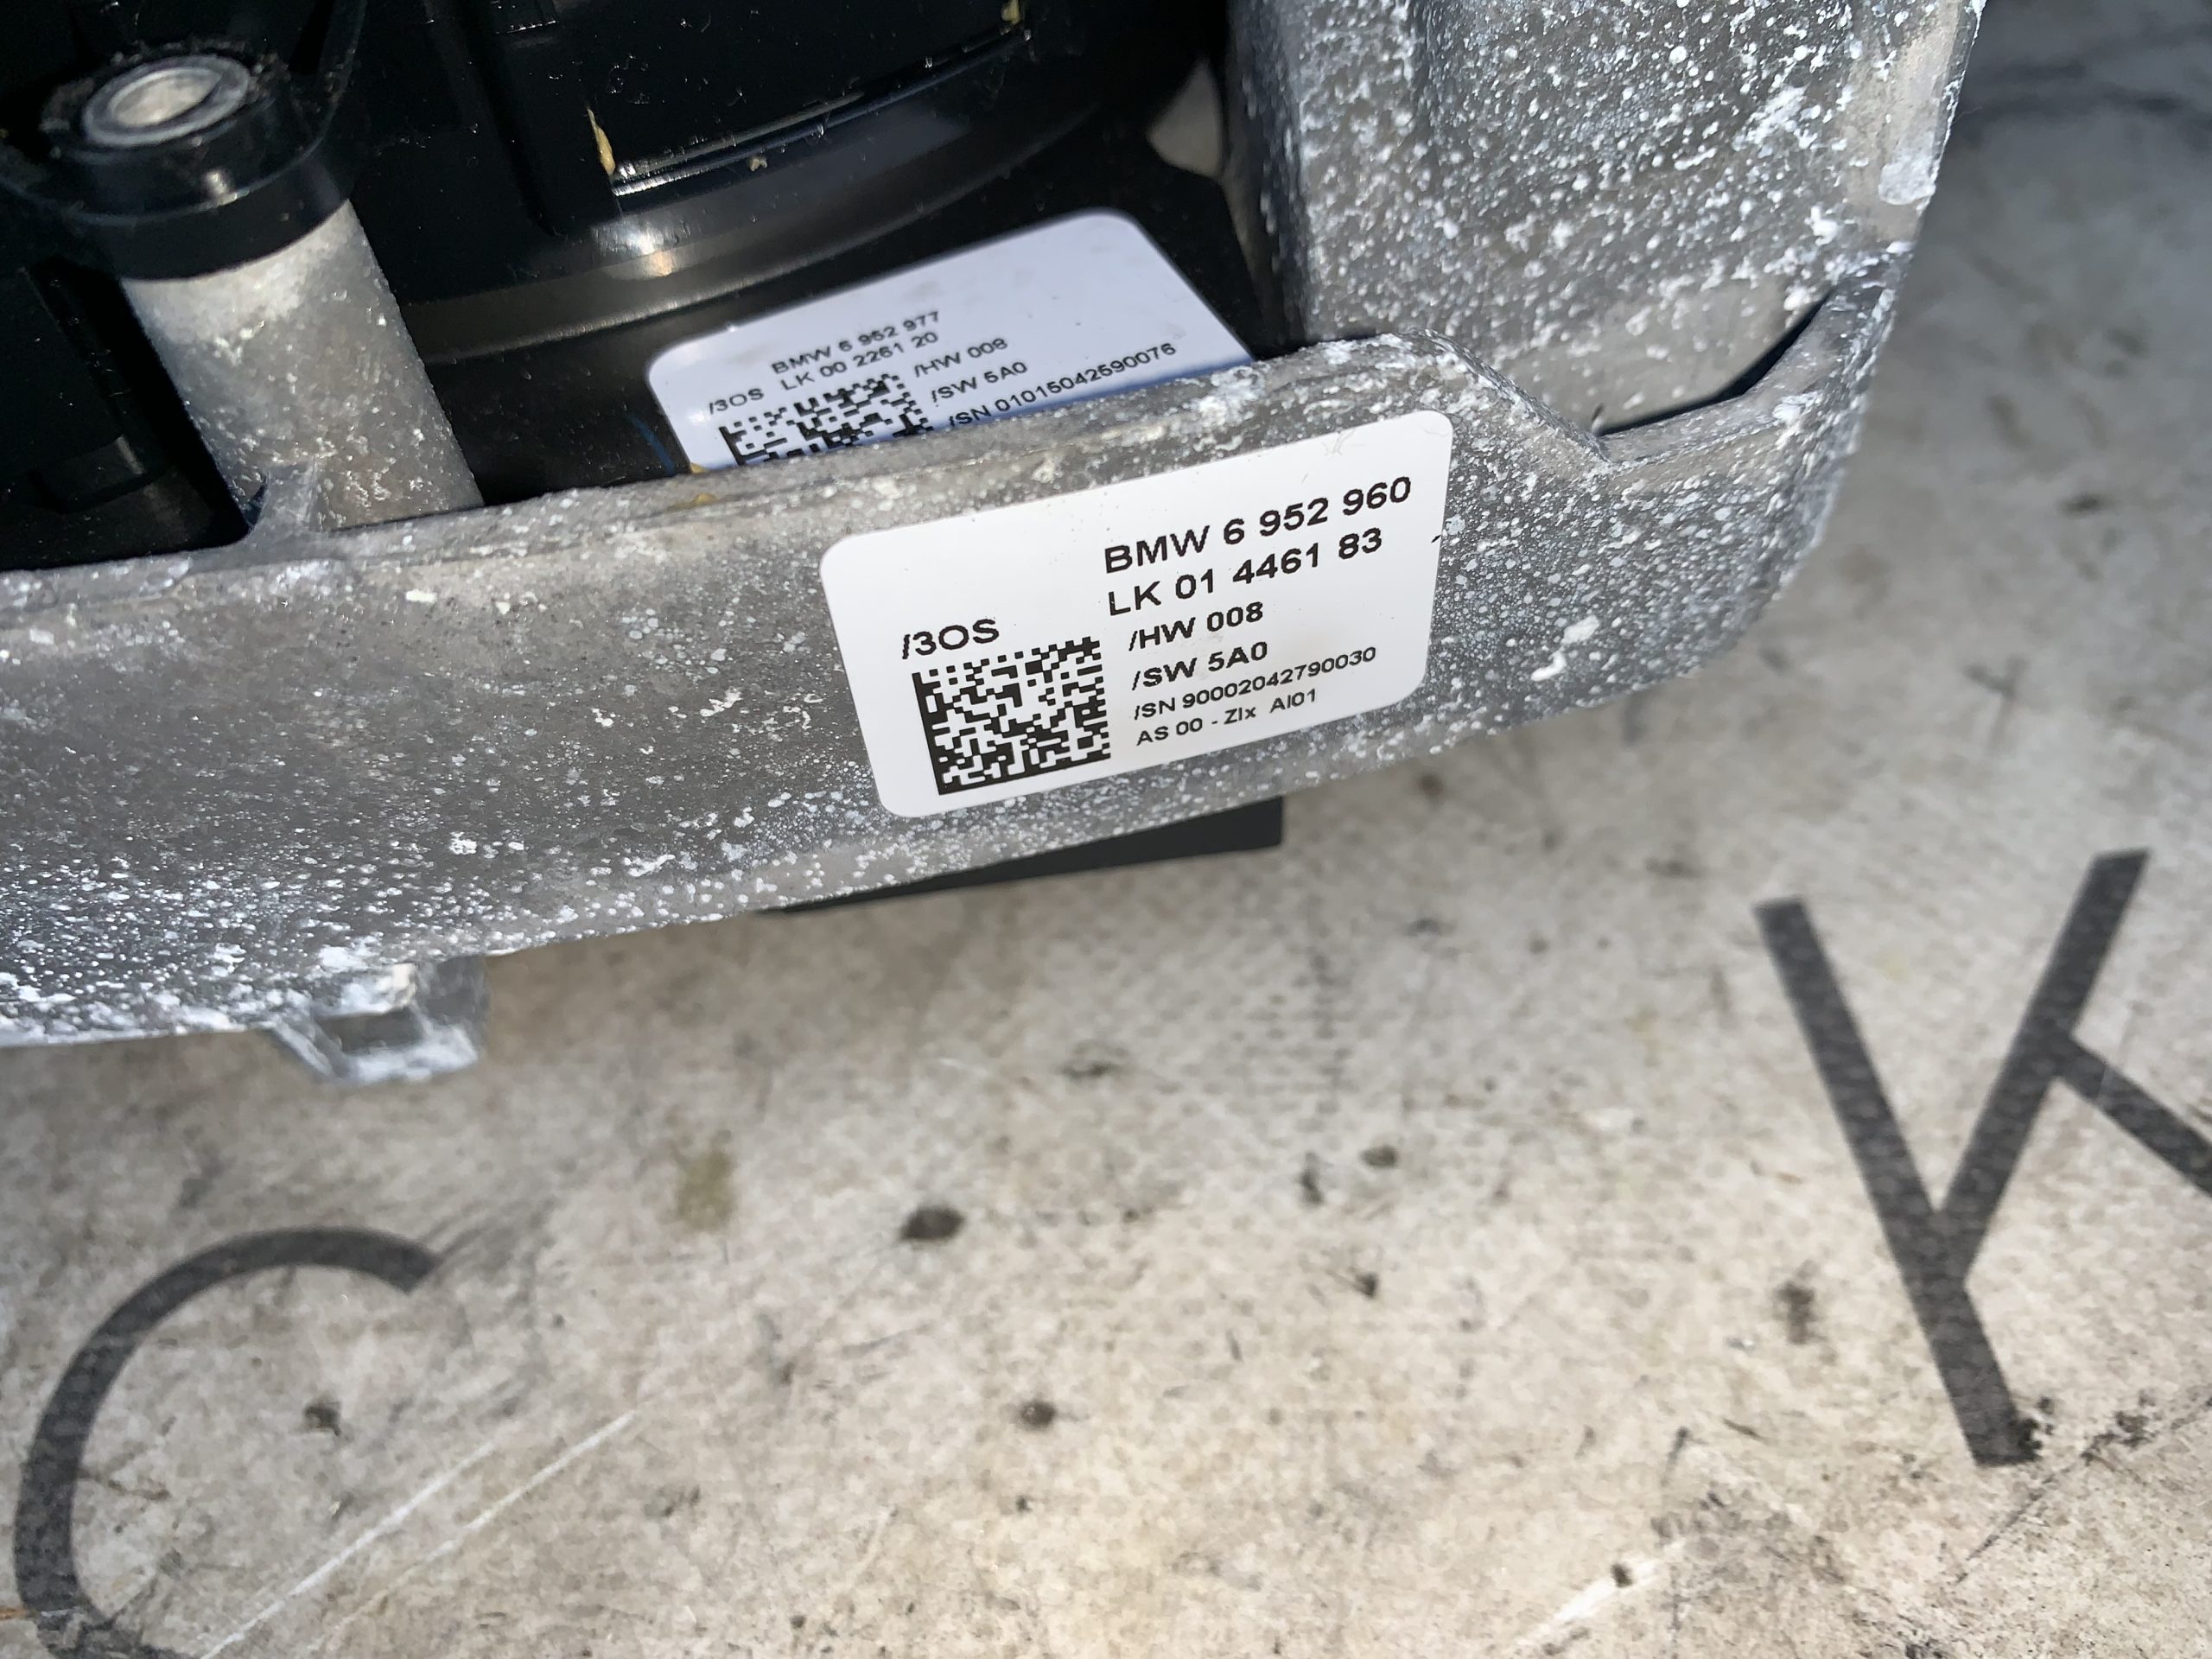 BMW 6 952 977
LK 00 2261 20
/3OS
/HW 008
/SW 5A0
/SN 01015042590076
BMW 6 952 960
LK 01 4461 83
/3OS
/HW 008
/SW 5A0
/SN 90002042790030
AS 00 - ZIx AI01
C
Y